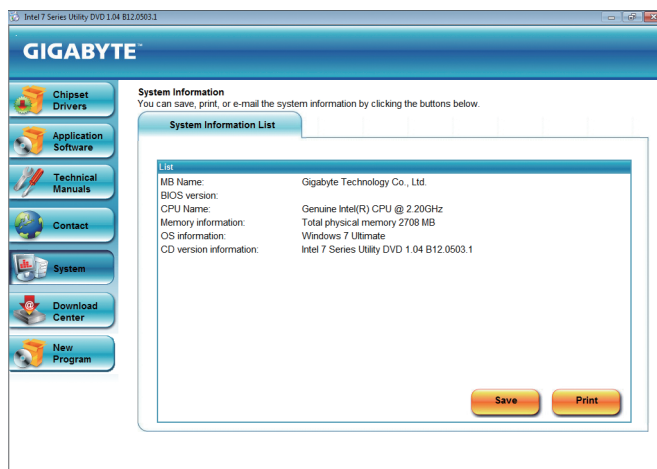 Intel 7 Series Utility DVD 1.04 B12.0503.1
GIGABYTE™
Chipset
Drivers
Application
Software
Technical
Manuals
Contact
System
Download
Center
New
Program
System Information
You can save, print, or e-mail the system information by clicking the buttons below.
System Information List
List
MB Name: Gigabyte Technology Co., Ltd.
BIOS version:
CPU Name: Genuine Intel(R) CPU @ 2.20GHz
Memory information: Total physical memory 2708 MB
OS information: Windows 7 Ultimate
CD version information: Intel 7 Series Utility DVD 1.04 B12.0503.1
Save Print